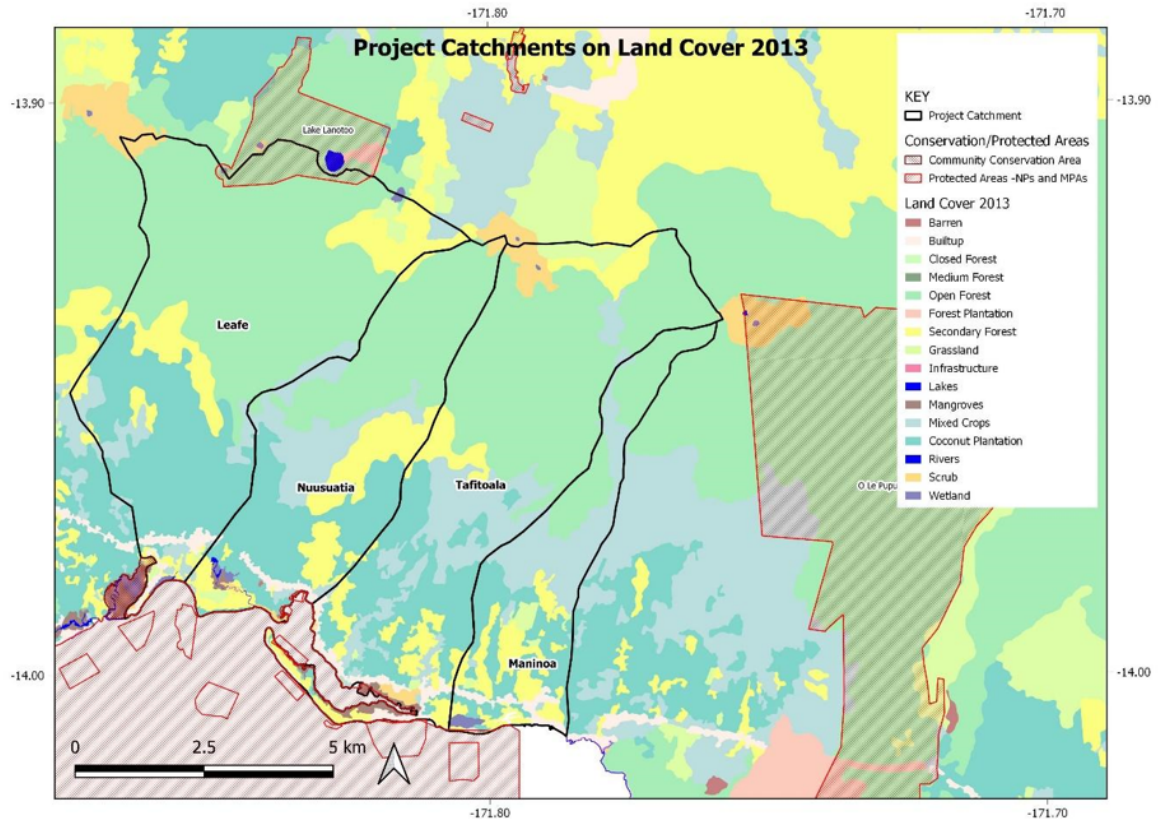 -171.80
-171.70
Project Catchments on Land Cover 2013
-13.90
-13.90
KEY
Project Catchment
Conservation/Protected Areas
Community Conservation Area
Protected Areas -NPs and MPAs
Land Cover 2013
Barren
Builtup
Closed Forest
Medium Forest
Open Forest
Forest Plantation
Secondary Forest
Grassland
Infrastructure
Lakes
Mangroves
Mixed Crops
Coconut Plantation
Rivers
Scrub
Wetland
Lake Lanotoo
Leafe
Nuusuatia
Tafitoala
O Le Pupu
Maninoa
-14.00
-14.00
0 2.5 5 km
-171.80
-171.70